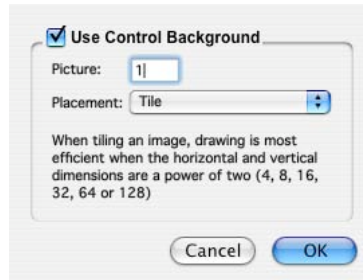 Use Control Background
Picture: 1
Placement: Tile
When tiling an image, drawing is most
efficient when the horizontal and vertical
dimensions are a power of two (4, 8, 16,
32, 64 or 128)
Cancel OK